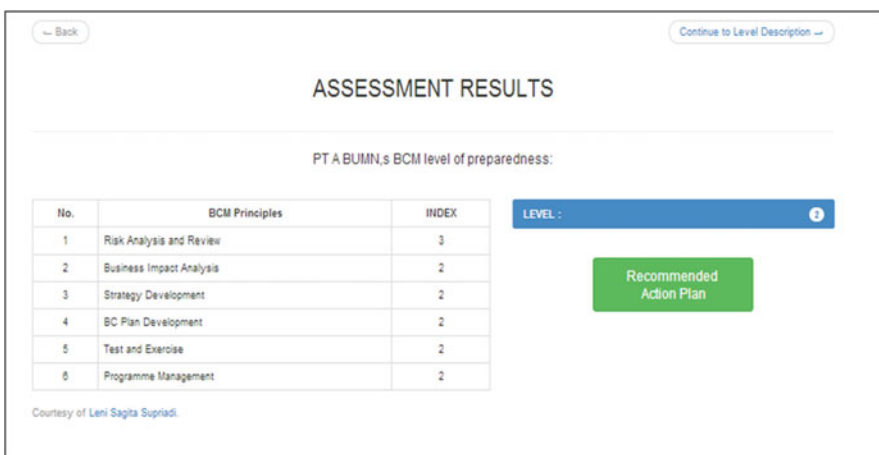 ← Back
Continue to Level Description →
ASSESSMENT RESULTS
PT A BUMN,s BCM level of preparedness:
No. BCM Principles INDEX
1 Risk Analysis and Review 3
2 Business Impact Analysis 2
3 Strategy Development 2
4 BC Plan Development 2
5 Test and Exercise 2
6 Programme Management 2
LEVEL : 2
Recommended
Action Plan
Courtesy of Leni Sagita Supriadi.